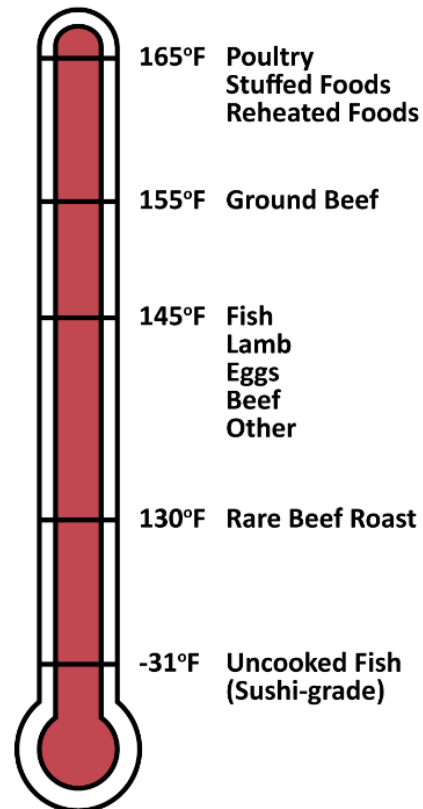 165°F Poultry
Stuffed Foods
Reheated Foods
155°F Ground Beef
145°F Fish
Lamb
Eggs
Beef
Other
130°F Rare Beef Roast
-31°F Uncooked Fish
(Sushi-grade)